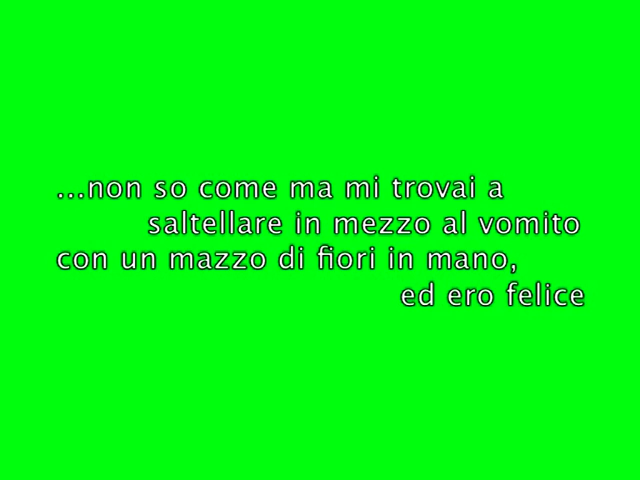 ...non so come ma mi trovai a
saltellare in mezzo al vomito
con un mazzo di fiori in mano,
ed ero felice